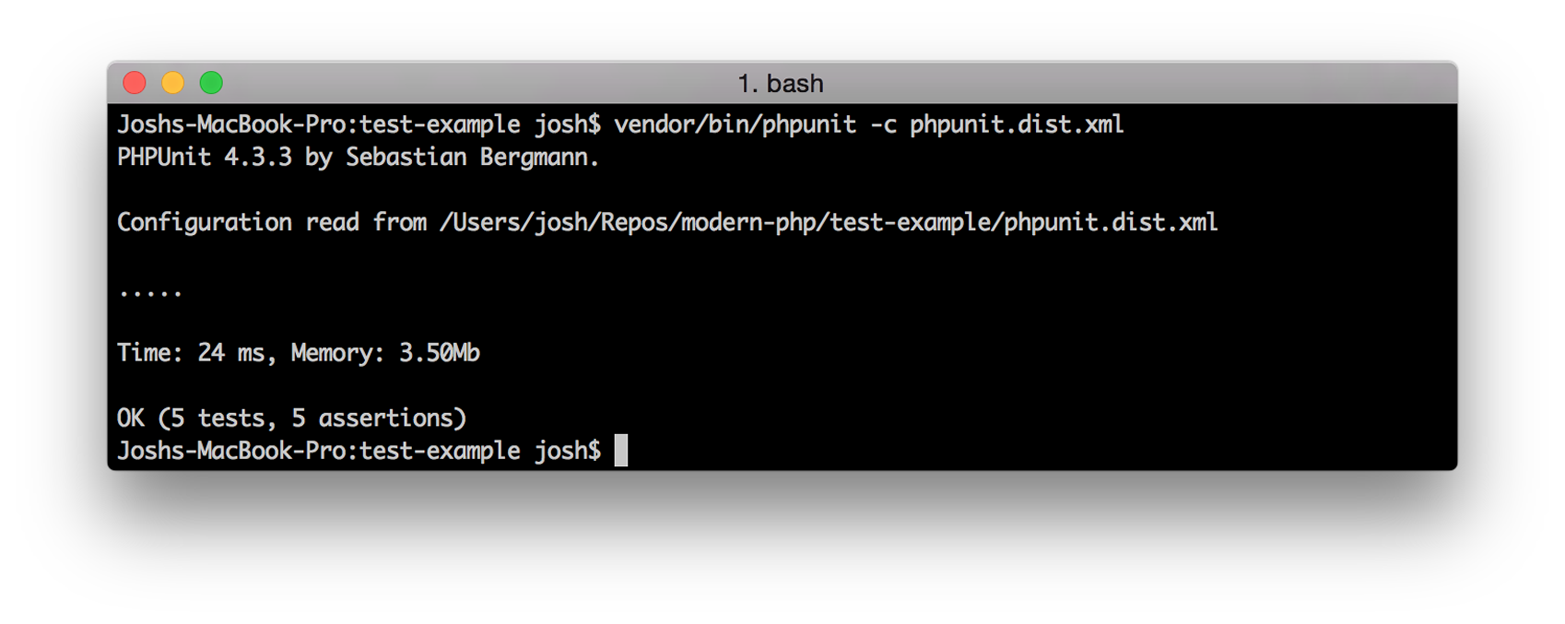 1. bash
Joshs-MacBook-Pro:test-example josh$ vendor/bin/phpunit -c phpunit.dist.xml
PHPUnit 4.3.3 by Sebastian Bergmann.
Configuration read from /Users/josh/Repos/modern-php/test-example/phpunit.dist.xml
.....
Time: 24 ms, Memory: 3.50Mb
OK (5 tests, 5 assertions)
Joshs-MacBook-Pro:test-example josh$